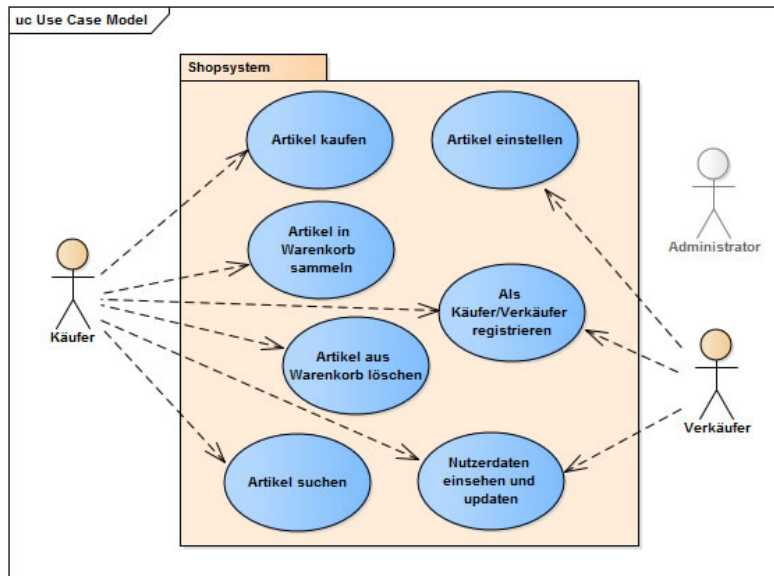 uc Use Case Model
Shopsystem
Artikel kaufen
Artikel einstellen
Administrator
Artikel in
Warenkorb
sammeln
Käufer
Als
Käufer/Verkäufer
registrieren
Artikel aus
Warenkorb löschen
Verkäufer
Artikel suchen
Nutzerdaten
einsehen und
updaten